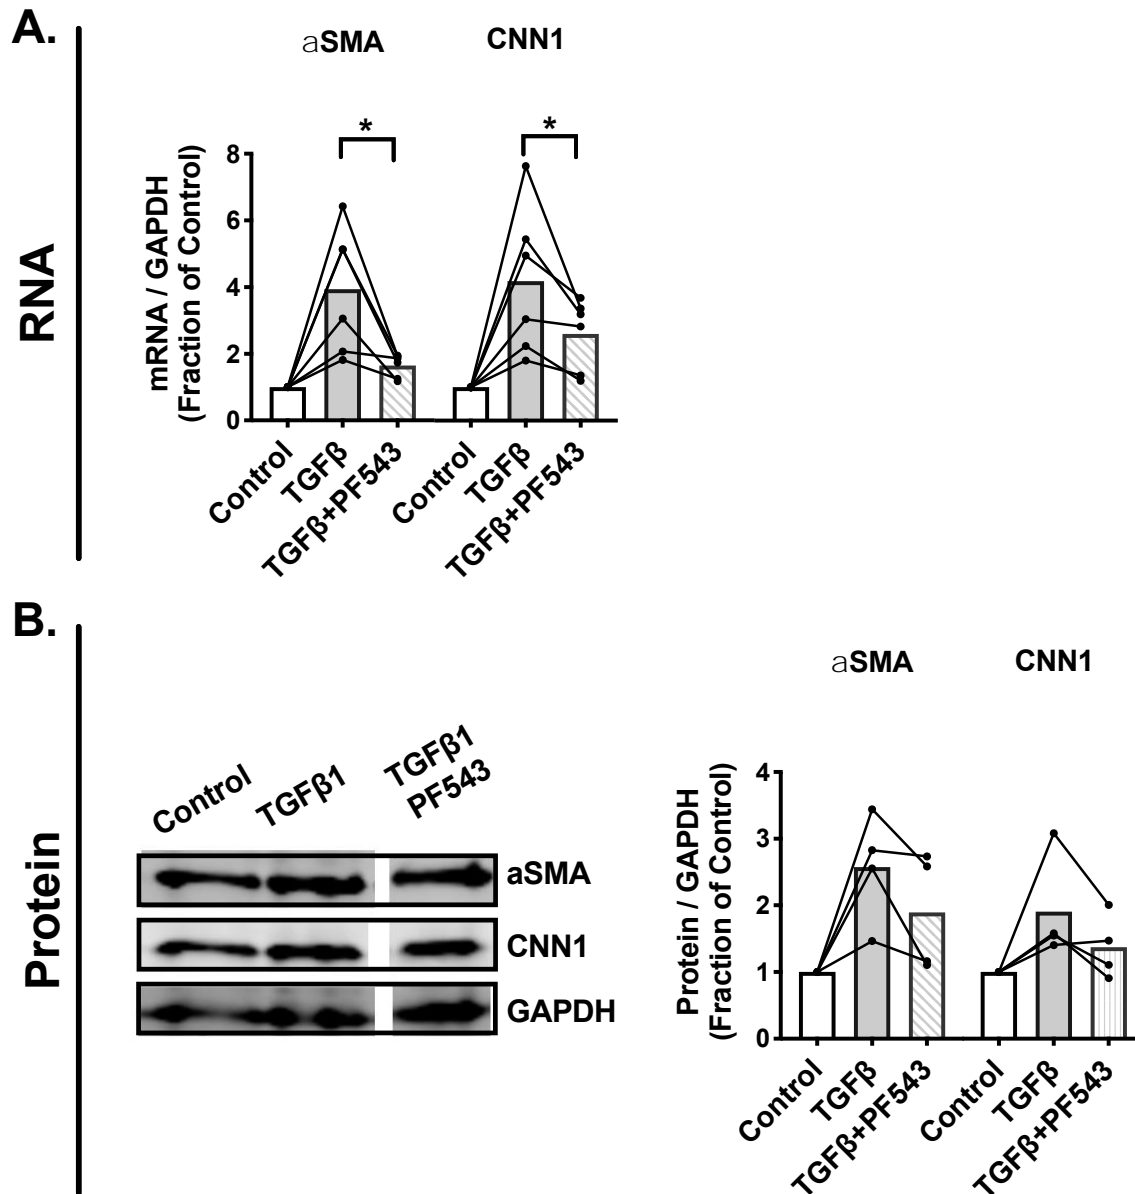 A.
aSMA
CNN1
*
*
RNA
mRNA / GAPDH
(Fraction of Control)
8
6
4
2
0
Control
TGFβ
TGFβ+PF543
Control
TGFβ
TGFβ+PF543
B.
aSMA
CNN1
Protein
Control
TGFβ1
TGFβ1
PF543
aSMA
CNN1
GAPDH
Protein / GAPDH
(Fraction of Control)
4
3
2
1
0
Control
TGFβ
TGFβ+PF543
Control
TGFβ
TGFβ+PF543